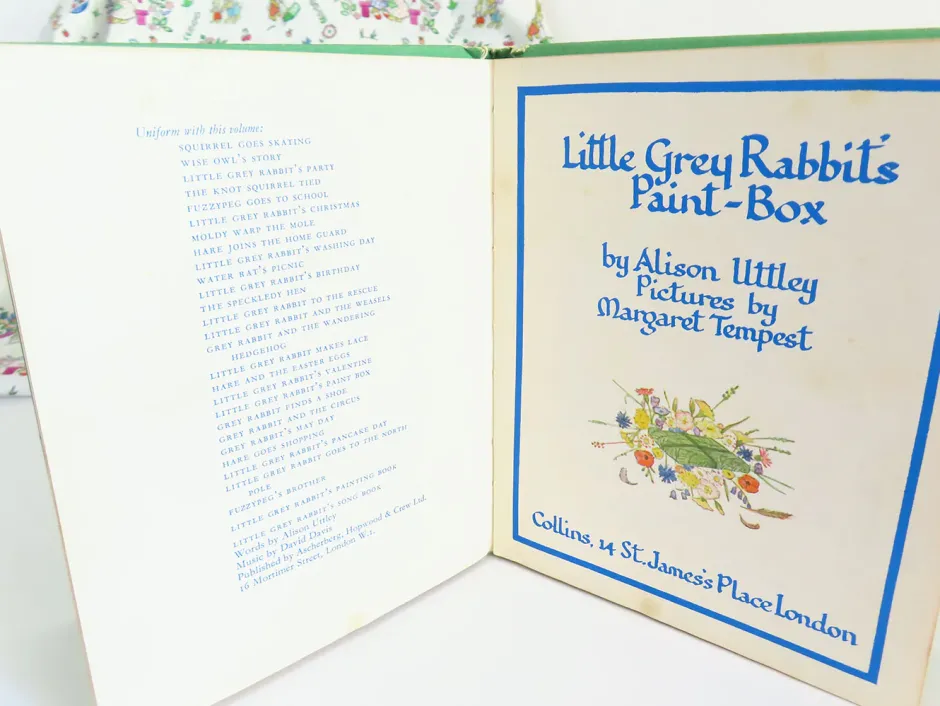 Uniform with this volume:
SQUIRREL GOES SKATING
WISE OWL'S STORY
LITTLE GREY RABBIT'S PARTY
THE KNOT SQUIRREL TIED
FUZZYPEG GOES TO SCHOOL
LITTLE GREY RABBIT'S CHRISTMAS
MOLDY WARP THE MOLE
HARE JOINS THE HOME GUARD
LITTLE GREY RABBIT'S WASHING DAY
WATER RAT'S PICNIC
LITTLE GREY RABBIT'S BIRTHDAY
THE SPECKLEDY HEN
LITTLE GREY RABBIT TO THE RESCUE
LITTLE GREY RABBIT AND THE WEASELS
GREY RABBIT AND THE WANDERING
HEDGEHOG
LITTLE GREY RABBIT MAKES LACE
HARE AND THE EASTER EGGS
LITTLE GREY RABBIT'S VALENTINE
LITTLE GREY RABBIT'S PAINT BOX
GREY RABBIT FINDS A SHOE
GREY RABBIT AND THE CIRCUS
GREY RABBIT'S MAY DAY
HARE GOES SHOPPING
LITTLE GREY RABBIT'S PANCAKE DAY
LITTLE GREY RABBIT GOES TO THE NORTH
POLE
FUZZYPEG'S BROTHER
LITTLE GREY RABBIT'S PAINTING BOOK
LITTLE GREY RABBIT'S SONG BOOK
Words by Alison Uttley
Music by David Davis
Published by Ascherberg, Hopwood & Crew Ltd.
16 Mortimer Street, London W.1.
Little Grey Rabbit's
Paint-Box
by Alison Uttley
Pictures by
Margaret Tempest
Collins, 14 St. James's Place London